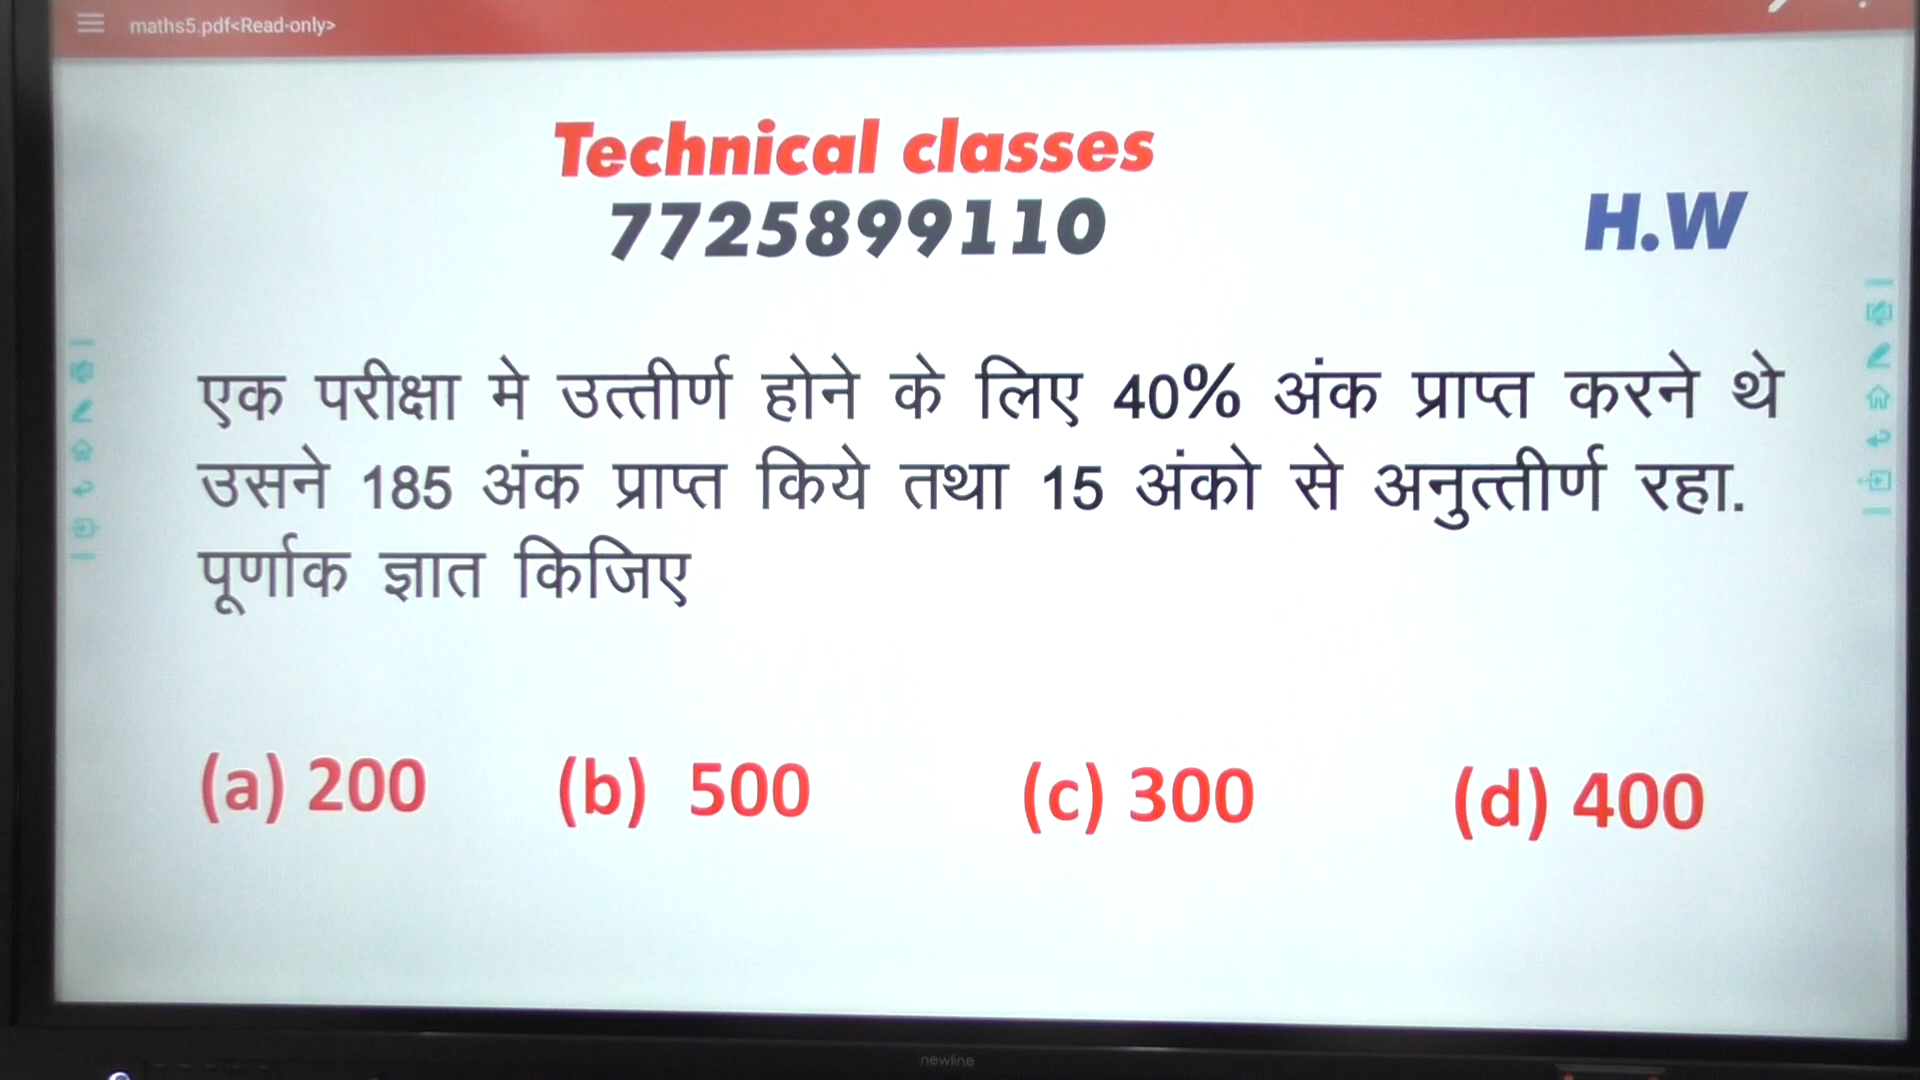 maths5.pdf<Read-only>
Technical classes
7725899110
H.W
एक परीक्षा मे उत्तीर्ण होने के लिए 40% अंक प्राप्त करने थे
उसने 185 अंक प्राप्त किये तथा 15 अंको से अनुत्तीर्ण रहा.
पूर्णाक ज्ञात किजिए
(a) 200 (b) 500 (c) 300 (d) 400
newline